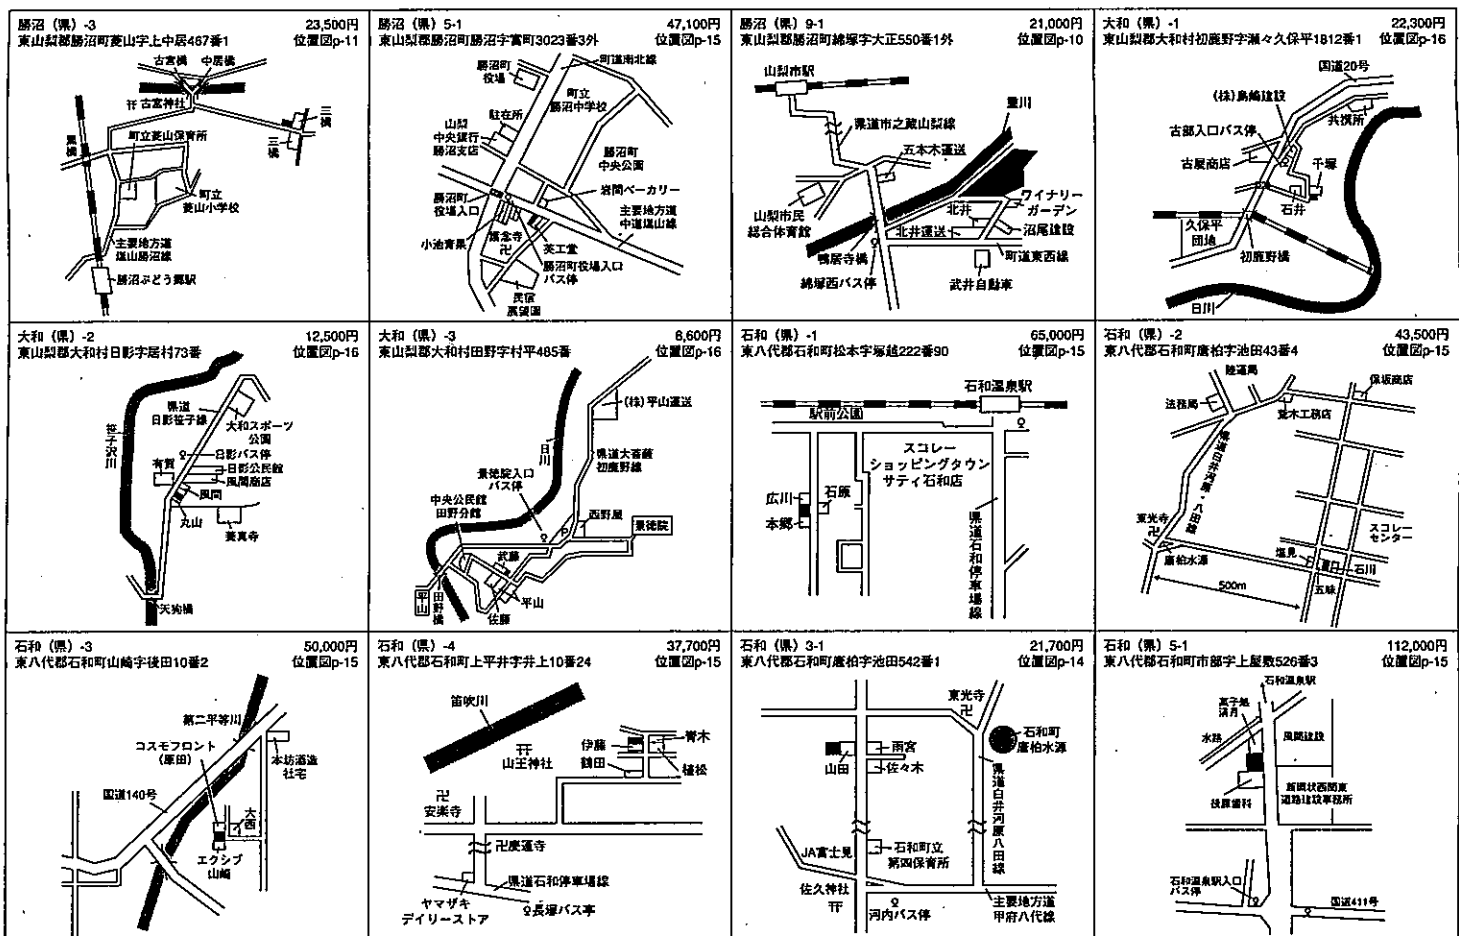 勝沼（県）-3
23,500円
東山梨郡勝沼町菱山字上中居467番1
位置図p-11
古宮橋
中居橋
古宮神社
三橋
三橋
町立菱山保育所
栗橋
町立
菱山小学校
主要地方道
塩山勝沼線
勝沼ぶどう郷駅
勝沼（県）5-1
47,100円
東山梨郡勝沼町勝沼字富町3023番3外
位置図p-15
勝沼町
役場
町道南北線
町立
勝沼中学校
駐在所
山梨
中央銀行
勝沼支店
勝沼町
中央公園
勝沼町
役場入口
岩間ベーカリー
主要地方道
中道塩山線
小池青果
英工堂
勝沼町役場入口
バス停
民宿
展望園
勝沼（県）9-1
21,000円
東山梨郡勝沼町綿塚字大正550番1外
位置図p-10
山梨市駅
重川
県道市之蔵山梨線
五本木運送
山梨市民
総合体育館
ワイナリー
ガーデン
北井
北井運送
沼尾建設
鴨居寺橋
町道東西線
綿塚西バス停
武井自動車
大和（県）-1
22,300円
東山梨郡大和村初鹿野字瀬々久保平1812番1
位置図p-16
国道20号
（株）島崎建設
共撰所
古部入口バス停
古屋商店
千塚
石井
久保平
団地
初鹿野橋
日川
大和（県）-2
12,500円
東山梨郡大和村日影字居村73番
位置図p-16
県道
日影笹子線
笹子沢川
大和スポーツ
公園
日影バス停
有賀
日影公民館
風間商店
風間
丸山
天狗橋
大和（県）-3
8,600円
東山梨郡大和村田野字村平485番
位置図p-16
（株）平山運送
日川
県道大菩薩
初鹿野線
景徳院入口
バス停
中央公民館
田野分館
西野屋
景徳院
武藤
平山
田野橋
佐藤
平山
石和（県）-1
65,000円
東八代郡石和町松本字塚越222番90
位置図p-15
石和温泉駅
駅前公園
スコレー
ショッピングタウン
サティ石和店
広川
石原
本郷
県道石和停車場線
石和（県）-2
43,500円
東八代郡石和町唐柏字池田43番4
位置図p-15
陸運局
保坂商店
法務局
荒木工務店
県道白井河原・八田線
東光寺
スコレー
センター
唐柏水源
塩見
石川
五味
500m
石和（県）-3
50,000円
東八代郡石和町山崎字後田10番2
位置図p-15
第二平等川
コスモフロント
（原田）
本坊酒造
社宅
国道140号
大西
エクシブ
山崎
石和（県）-4
37,700円
東八代郡石和町上平井字井上10番24
位置図p-15
笛吹川
伊藤
青木
山王神社
鶴田
植松
安楽寺
慶蓮寺
県道石和停車場線
ヤマザキ
デイリーストア
長塚バス亭
石和（県）3-1
21,700円
東八代郡石和町唐柏字池田542番1
位置図p-14
東光寺
石和町
唐柏水源
雨宮
山田
佐々木
県道白井河原八田線
JA富士見
石和町立
第四保育所
佐久神社
河内バス停
主要地方道
甲府八代線
石和（県）5-1
112,000円
東八代郡石和町市部字上屋敷526番3
位置図p-15
石和温泉駅
水路
風間建設
後藤歯科
新環状西関東
道路建設事務所
石和温泉駅入口
バス停
国道411号